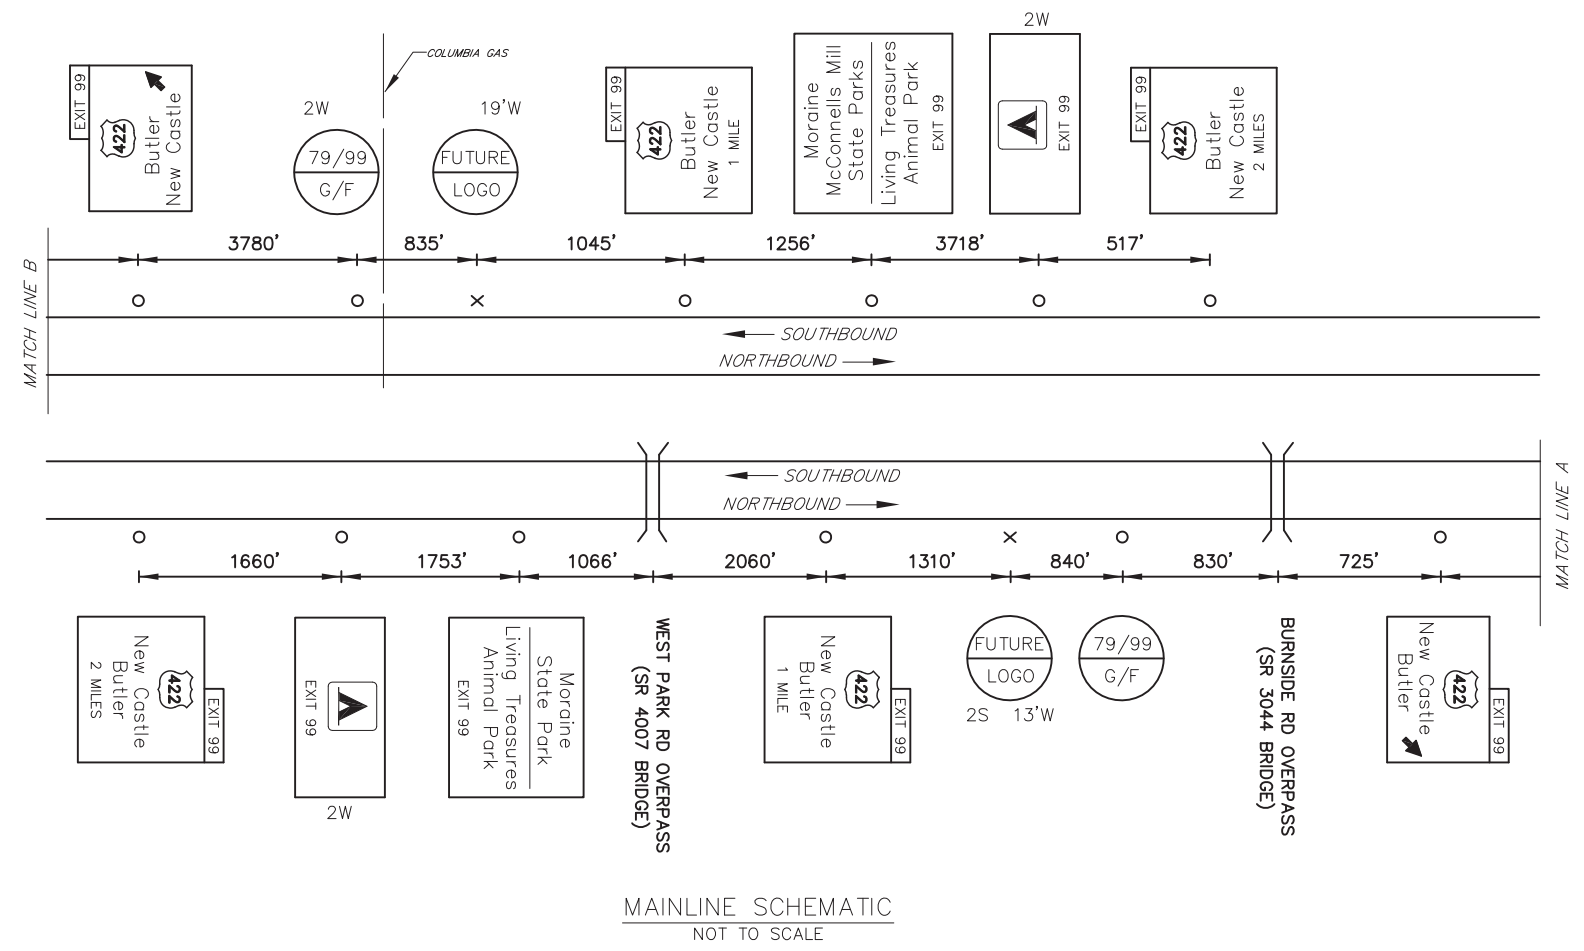 2W
COLUMBIA GAS
EXIT 99
422
Butler
New Castle
2W
79/99
G/F
19'W
FUTURE
LOGO
EXIT 99
422
Butler
New Castle
1 MILE
Moraine
McConnells Mill
State Parks
Living Treasures
Animal Park
EXIT 99
EXIT 99
EXIT 99
422
Butler
New Castle
2 MILES
3780'
835'
1045'
1256'
3718'
517'
MATCH LINE B
SOUTHBOUND
NORTHBOUND
SOUTHBOUND
NORTHBOUND
MATCH LINE A
1660'
1753'
1066'
2060'
1310'
840'
830'
725'
EXIT 99
422
New Castle
Butler
2 MILES
EXIT 99
2W
Moraine
State Park
Living Treasures
Animal Park
EXIT 99
WEST PARK RD OVERPASS
(SR 4007 BRIDGE)
EXIT 99
422
New Castle
Butler
1 MILE
FUTURE
LOGO
2S 13'W
79/99
G/F
BURNSIDE RD OVERPASS
(SR 3044 BRIDGE)
EXIT 99
422
New Castle
Butler
MAINLINE SCHEMATIC
NOT TO SCALE